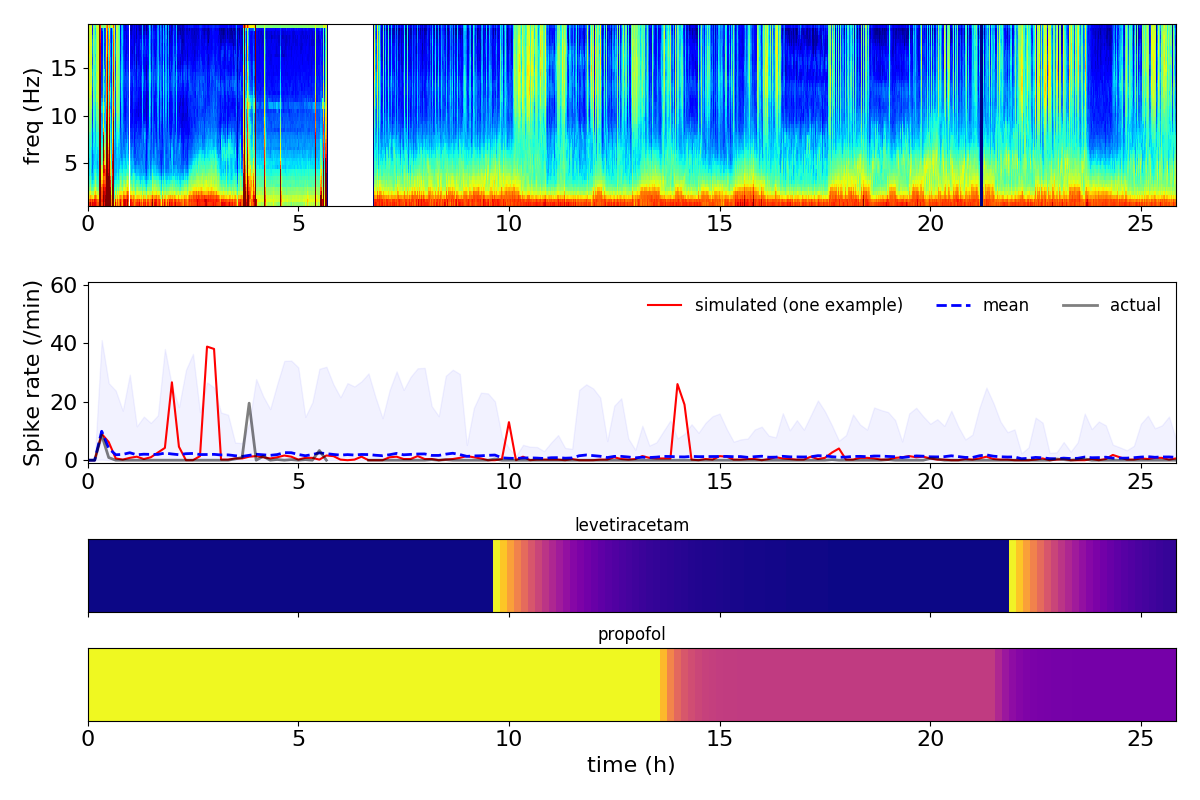 freq (Hz)
15
10
5
0 5 10 15 20 25
Spike rate (/min)
60
40
20
0
simulated (one example) mean actual
0 5 10 15 20 25
levetiracetam
propofol
0 5 10 15 20 25
time (h)